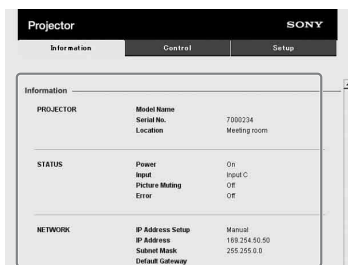 Projector SONY
Information Control Setup
Information
PROJECTOR Model Name
Serial No. 7000234
Location Meeting room
STATUS Power On
Input Input C
Picture Muting Off
Error Off
NETWORK IP Address Setup Manual
IP Address 169.254.50.50
Subnet Mask 255.255.0.0
Default Gateway